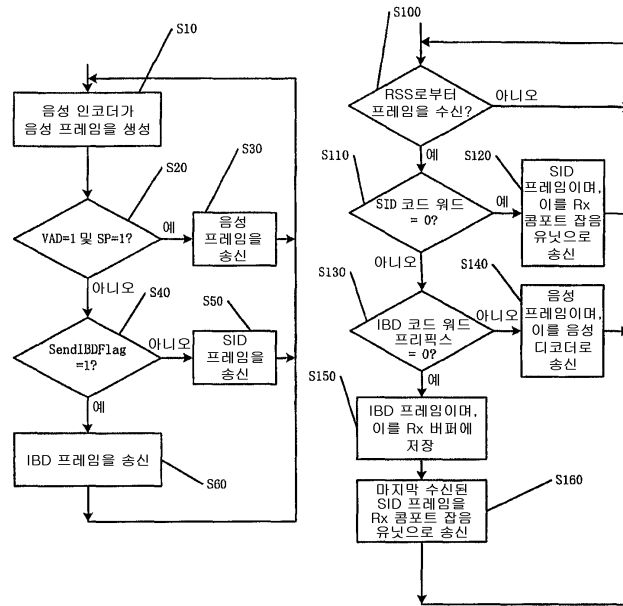 S10
음성 인코더가
음성 프레임을 생성
S20
VAD=1 및 SP=1?
예
S30
음성
프레임을
송신
아니오
S40
SendIBDFlag
=1?
아니오
S50
SID
프레임을
송신
예
IBD 프레임을 송신
S60
S100
RSS로부터
프레임을 수신?
아니오
예
S110
SID 코드 워드
= 0?
예
S120
SID
프레임이며,
이를 Rx
콤포트 잡음
유닛으로
송신
아니오
S130
IBD 코드 워드
프리픽스
= 0?
아니오
S140
음성
프레임이며,
이를 음성
디코더로
송신
예
S150
IBD 프레임이며,
이를 Rx 버퍼에
저장
마지막 수신된
SID 프레임을
Rx 콤포트 잡음
유닛으로 송신
S160